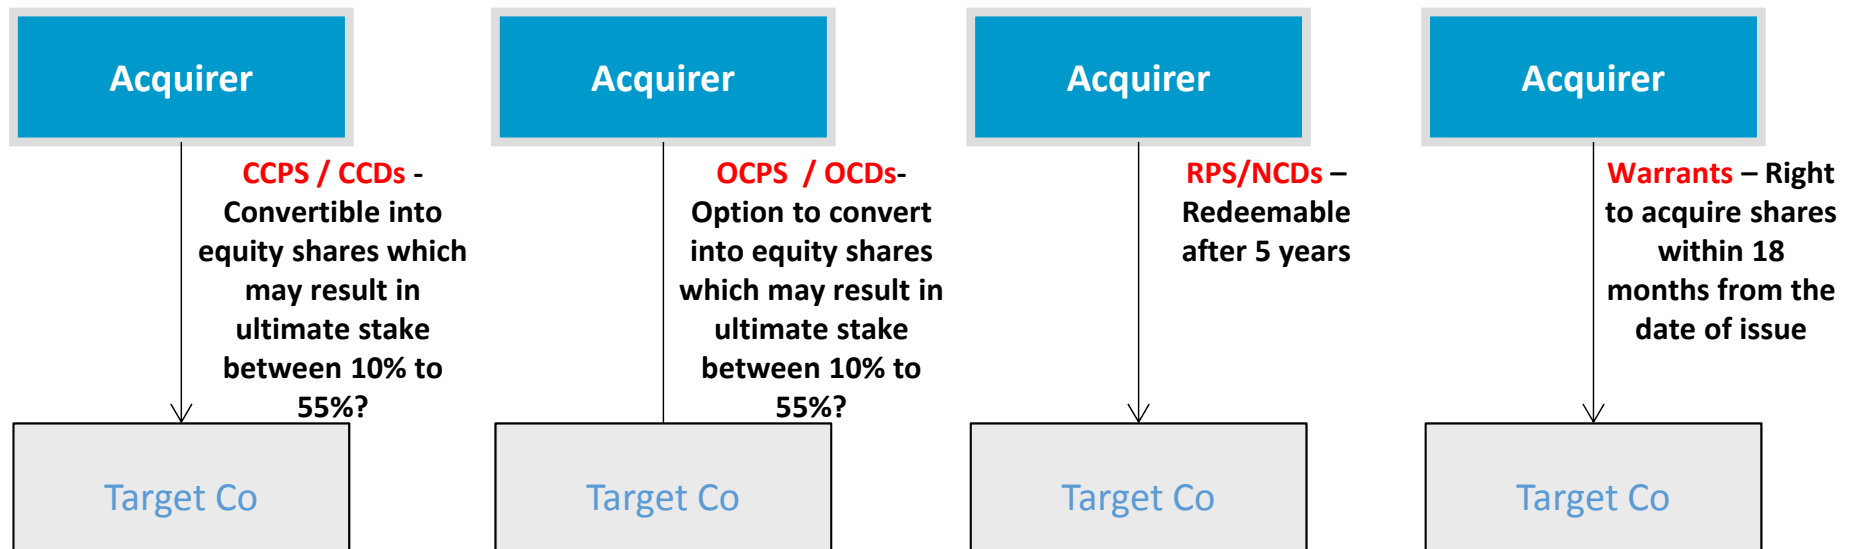 Acquirer
CCPS / CCDs -
Convertible into
equity shares which
may result in
ultimate stake
between 10% to
55%?
Target Co
Acquirer
OCPS / OCDs-
Option to convert
into equity shares
which may result in
ultimate stake
between 10% to
55%?
Target Co
Acquirer
RPS/NCDs –
Redeemable
after 5 years
Target Co
Acquirer
Warrants – Right
to acquire shares
within 18
months from the
date of issue
Target Co